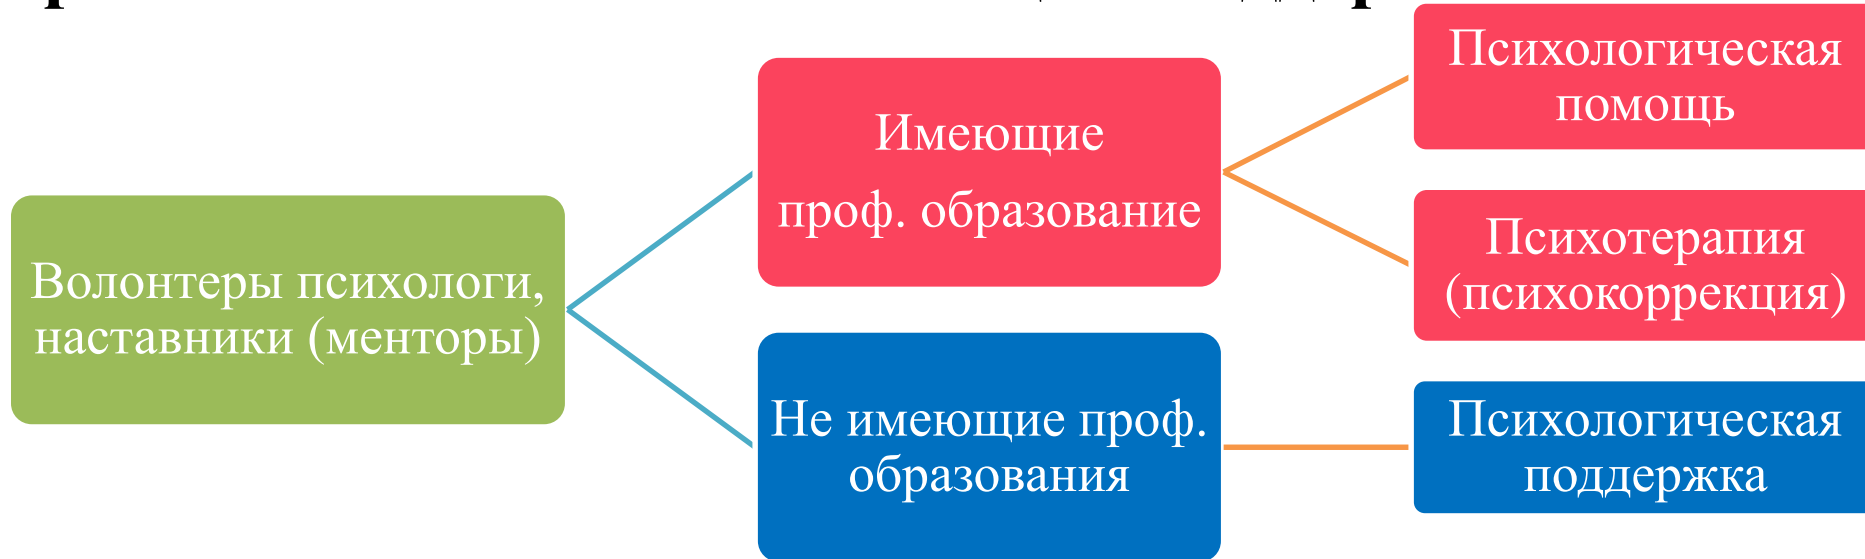 Волонтеры психологи,
наставники (менторы)
Имеющие
проф. образование
Не имеющие проф.
образования
Психологическая
помощь
Психотерапия
(психокоррекция)
Психологическая
поддержка